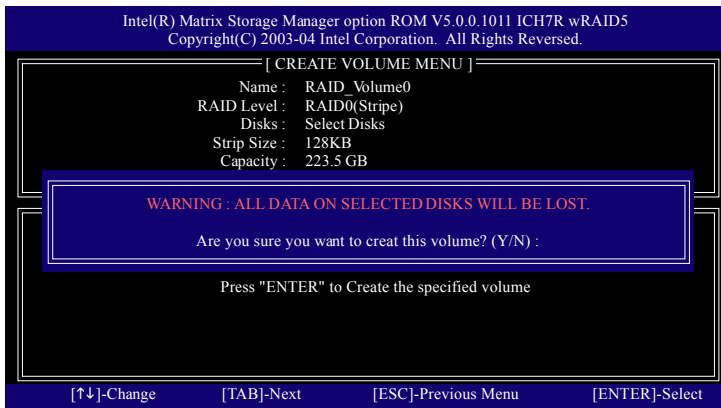 Intel(R) Matrix Storage Manager option ROM V5.0.0.1011 ICH7R wRAID5
Copyright(C) 2003-04 Intel Corporation. All Rights Reversed.
[ CREATE VOLUME MENU ]
Name : RAID_Volume0
RAID Level : RAID0(Stripe)
Disks : Select Disks
Strip Size : 128KB
Capacity : 223.5 GB
WARNING : ALL DATA ON SELECTED DISKS WILL BE LOST.
Are you sure you want to creat this volume? (Y/N) :
Press "ENTER" to Create the specified volume
[↑↓]-Change [TAB]-Next [ESC]-Previous Menu [ENTER]-Select